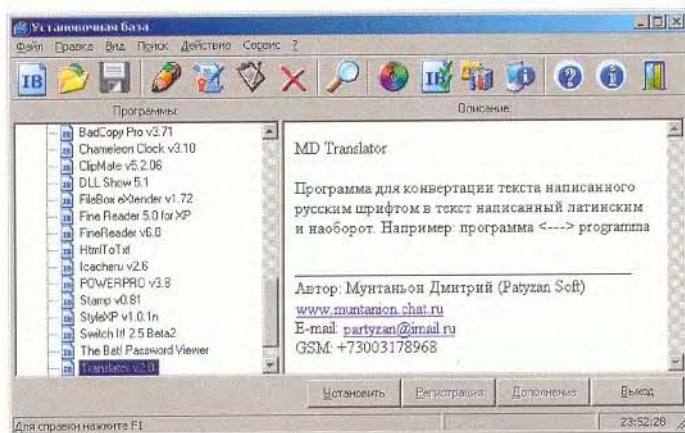 Установочная база
Файл Правка Вид Поиск Действие Сервис ?
IB IB
Программы:
Описание:
BadCopy Pro v3.71
Chameleon Clock v3.10
ClipMate v5.2.06
DLL Show 5.1
FileBox eXtender v1.72
Fine Reader 5.0 for XP
FineReader v6.0
HtmlToTxt
Icacheru v2.6
POWERPRO v3.8
Stamp v0.81
StyleXP v1.0.1n
Switch It! 2.5 Beta2
The Bat! Password Viewer
Translater v2.0
MD Translator
Программа для конвертации текста написанного
русским шрифтом в текст написанный латинским
и наоборот. Например: программа <---> programma
Автор: Мунтаньон Дмитрий (Patyzan Soft)
www.muntanion.chat.ru
E-mail: partyzan@imail.ru
GSM: +73003178968
Установить Регистрация Дополнение Выход
Для справки нажмите F1
23:52:28